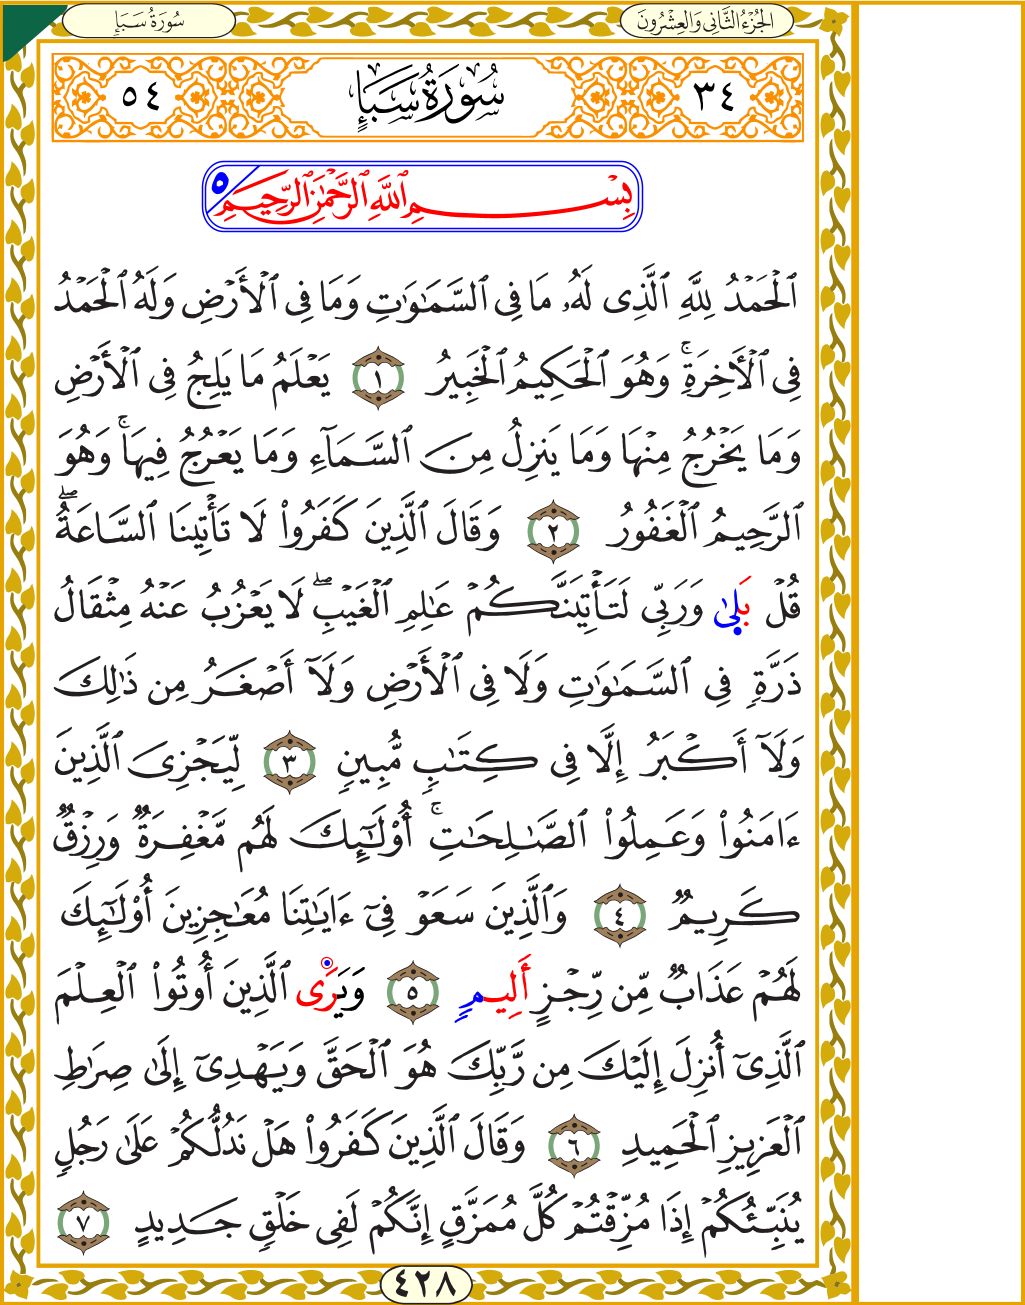 الجُزْءُ الثَّانِي وَالعِشْرُونَ
سُورَةُ سَبَإٍ
٣٤
سُورَةُ سَبَإٍ
٥٤
بِسْمِ ٱللَّهِ ٱلرَّحْمَٰنِ ٱلرَّحِيمِ ٥
ٱلْحَمْدُ لِلَّهِ ٱلَّذِى لَهُۥ مَا فِى ٱلسَّمَٰوَٰتِ وَمَا فِى ٱلْأَرْضِ وَلَهُ ٱلْحَمْدُ
فِى ٱلْأَخِرَةِۚ وَهُوَ ٱلْحَكِيمُ ٱلْخَبِيرُ ١ يَعْلَمُ مَا يَلِجُ فِى ٱلْأَرْضِ
وَمَا يَخْرُجُ مِنْهَا وَمَا يَنزِلُ مِنَ ٱلسَّمَآءِ وَمَا يَعْرُجُ فِيهَاۚ وَهُوَ
ٱلرَّحِيمُ ٱلْغَفُورُ ٢ وَقَالَ ٱلَّذِينَ كَفَرُوا۟ لَا تَأْتِينَا ٱلسَّاعَةُۖ
قُلْ بَلَىٰ وَرَبِّى لَتَأْتِيَنَّكُمْ عَٰلِمِ ٱلْغَيْبِۖ لَا يَعْزُبُ عَنْهُ مِثْقَالُ
ذَرَّةٍ فِى ٱلسَّمَٰوَٰتِ وَلَا فِى ٱلْأَرْضِ وَلَآ أَصْغَرُ مِن ذَٰلِكَ
وَلَآ أَكْبَرُ إِلَّا فِى كِتَٰبٍ مُّبِينٍ ٣ لِّيَجْزِىَ ٱلَّذِينَ
ءَامَنُوا۟ وَعَمِلُوا۟ ٱلصَّٰلِحَٰتِۚ أُو۟لَٰٓئِكَ لَهُم مَّغْفِرَةٌ وَرِزْقٌ
كَرِيمٌ ٤ وَٱلَّذِينَ سَعَوْ فِىٓ ءَايَٰتِنَا مُعَٰجِزِينَ أُو۟لَٰٓئِكَ
لَهُمْ عَذَابٌ مِّن رِّجْزٍ أَلِيمٍ ٥ وَيَرَى ٱلَّذِينَ أُوتُوا۟ ٱلْعِلْمَ
ٱلَّذِىٓ أُنزِلَ إِلَيْكَ مِن رَّبِّكَ هُوَ ٱلْحَقَّ وَيَهْدِىٓ إِلَىٰ صِرَٰطِ
ٱلْعَزِيزِ ٱلْحَمِيدِ ٦ وَقَالَ ٱلَّذِينَ كَفَرُوا۟ هَلْ نَدُلُّكُمْ عَلَىٰ رَجُلٍ
يُنَبِّئُكُمْ إِذَا مُزِّقْتُمْ كُلَّ مُمَزَّقٍ إِنَّكُمْ لَفِى خَلْقٍ جَدِيدٍ ٧
٤٢٨